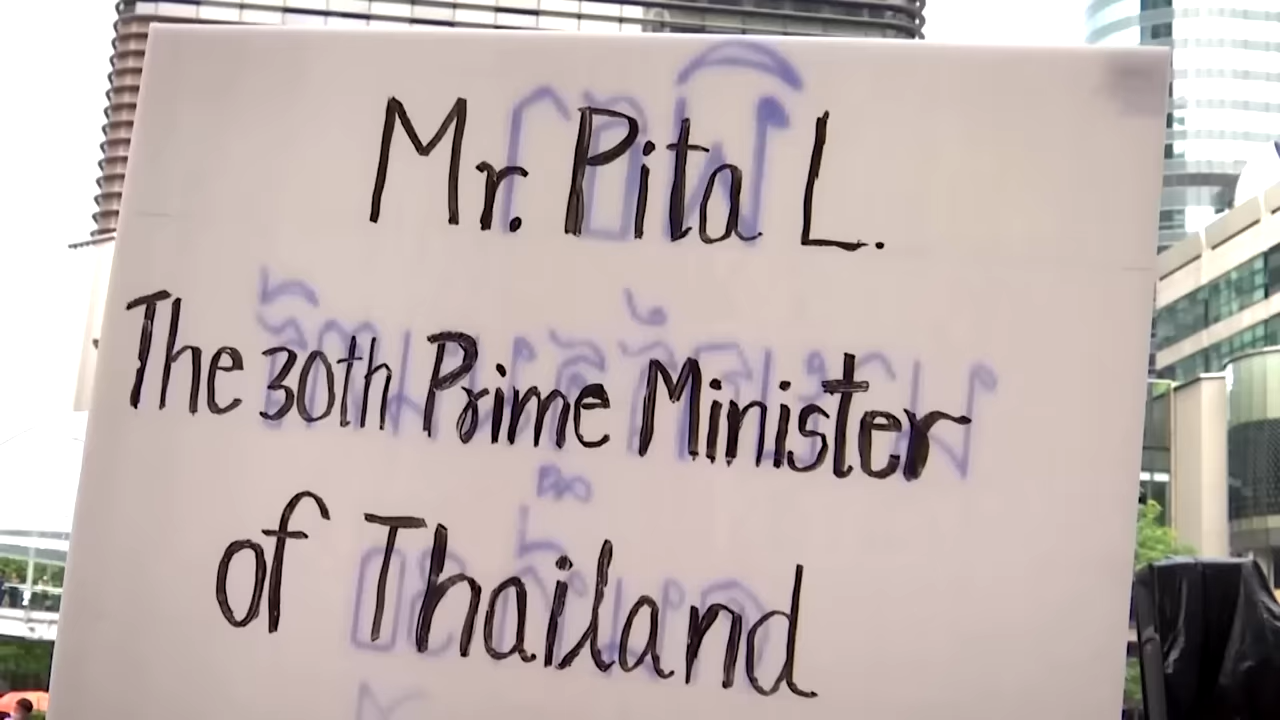 Mr. Pita L.
The 30th Prime Minister
of Thailand